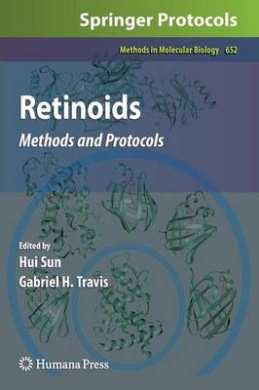 Springer Protocols
Methods in Molecular Biology 652
Retinoids
Methods and Protocols
Edited by
Hui Sun
Gabriel H. Travis
Humana Press